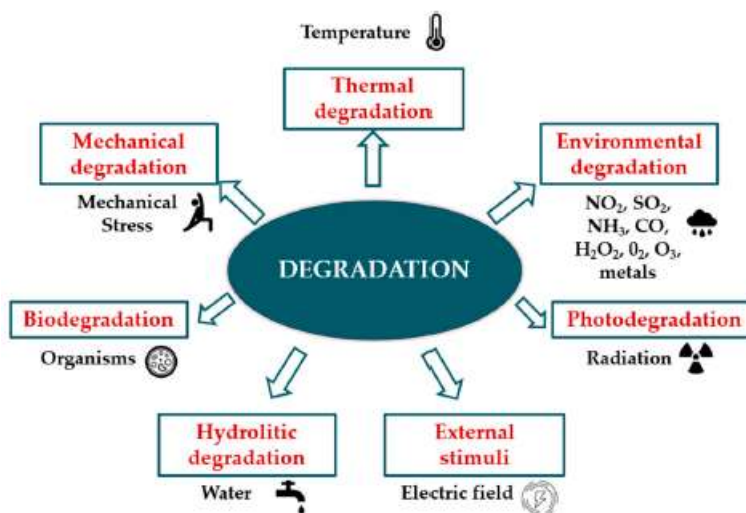 Temperature
Thermal
degradation
Mechanical
degradation
Mechanical
Stress
Environmental
degradation
NO₂, SO₂,
NH₃, CO,
H₂O₂, 0₂, O₃,
metals
DEGRADATION
Biodegradation
Organisms
Photodegradation
Radiation
Hydrolitic
degradation
Water
External
stimuli
Electric field